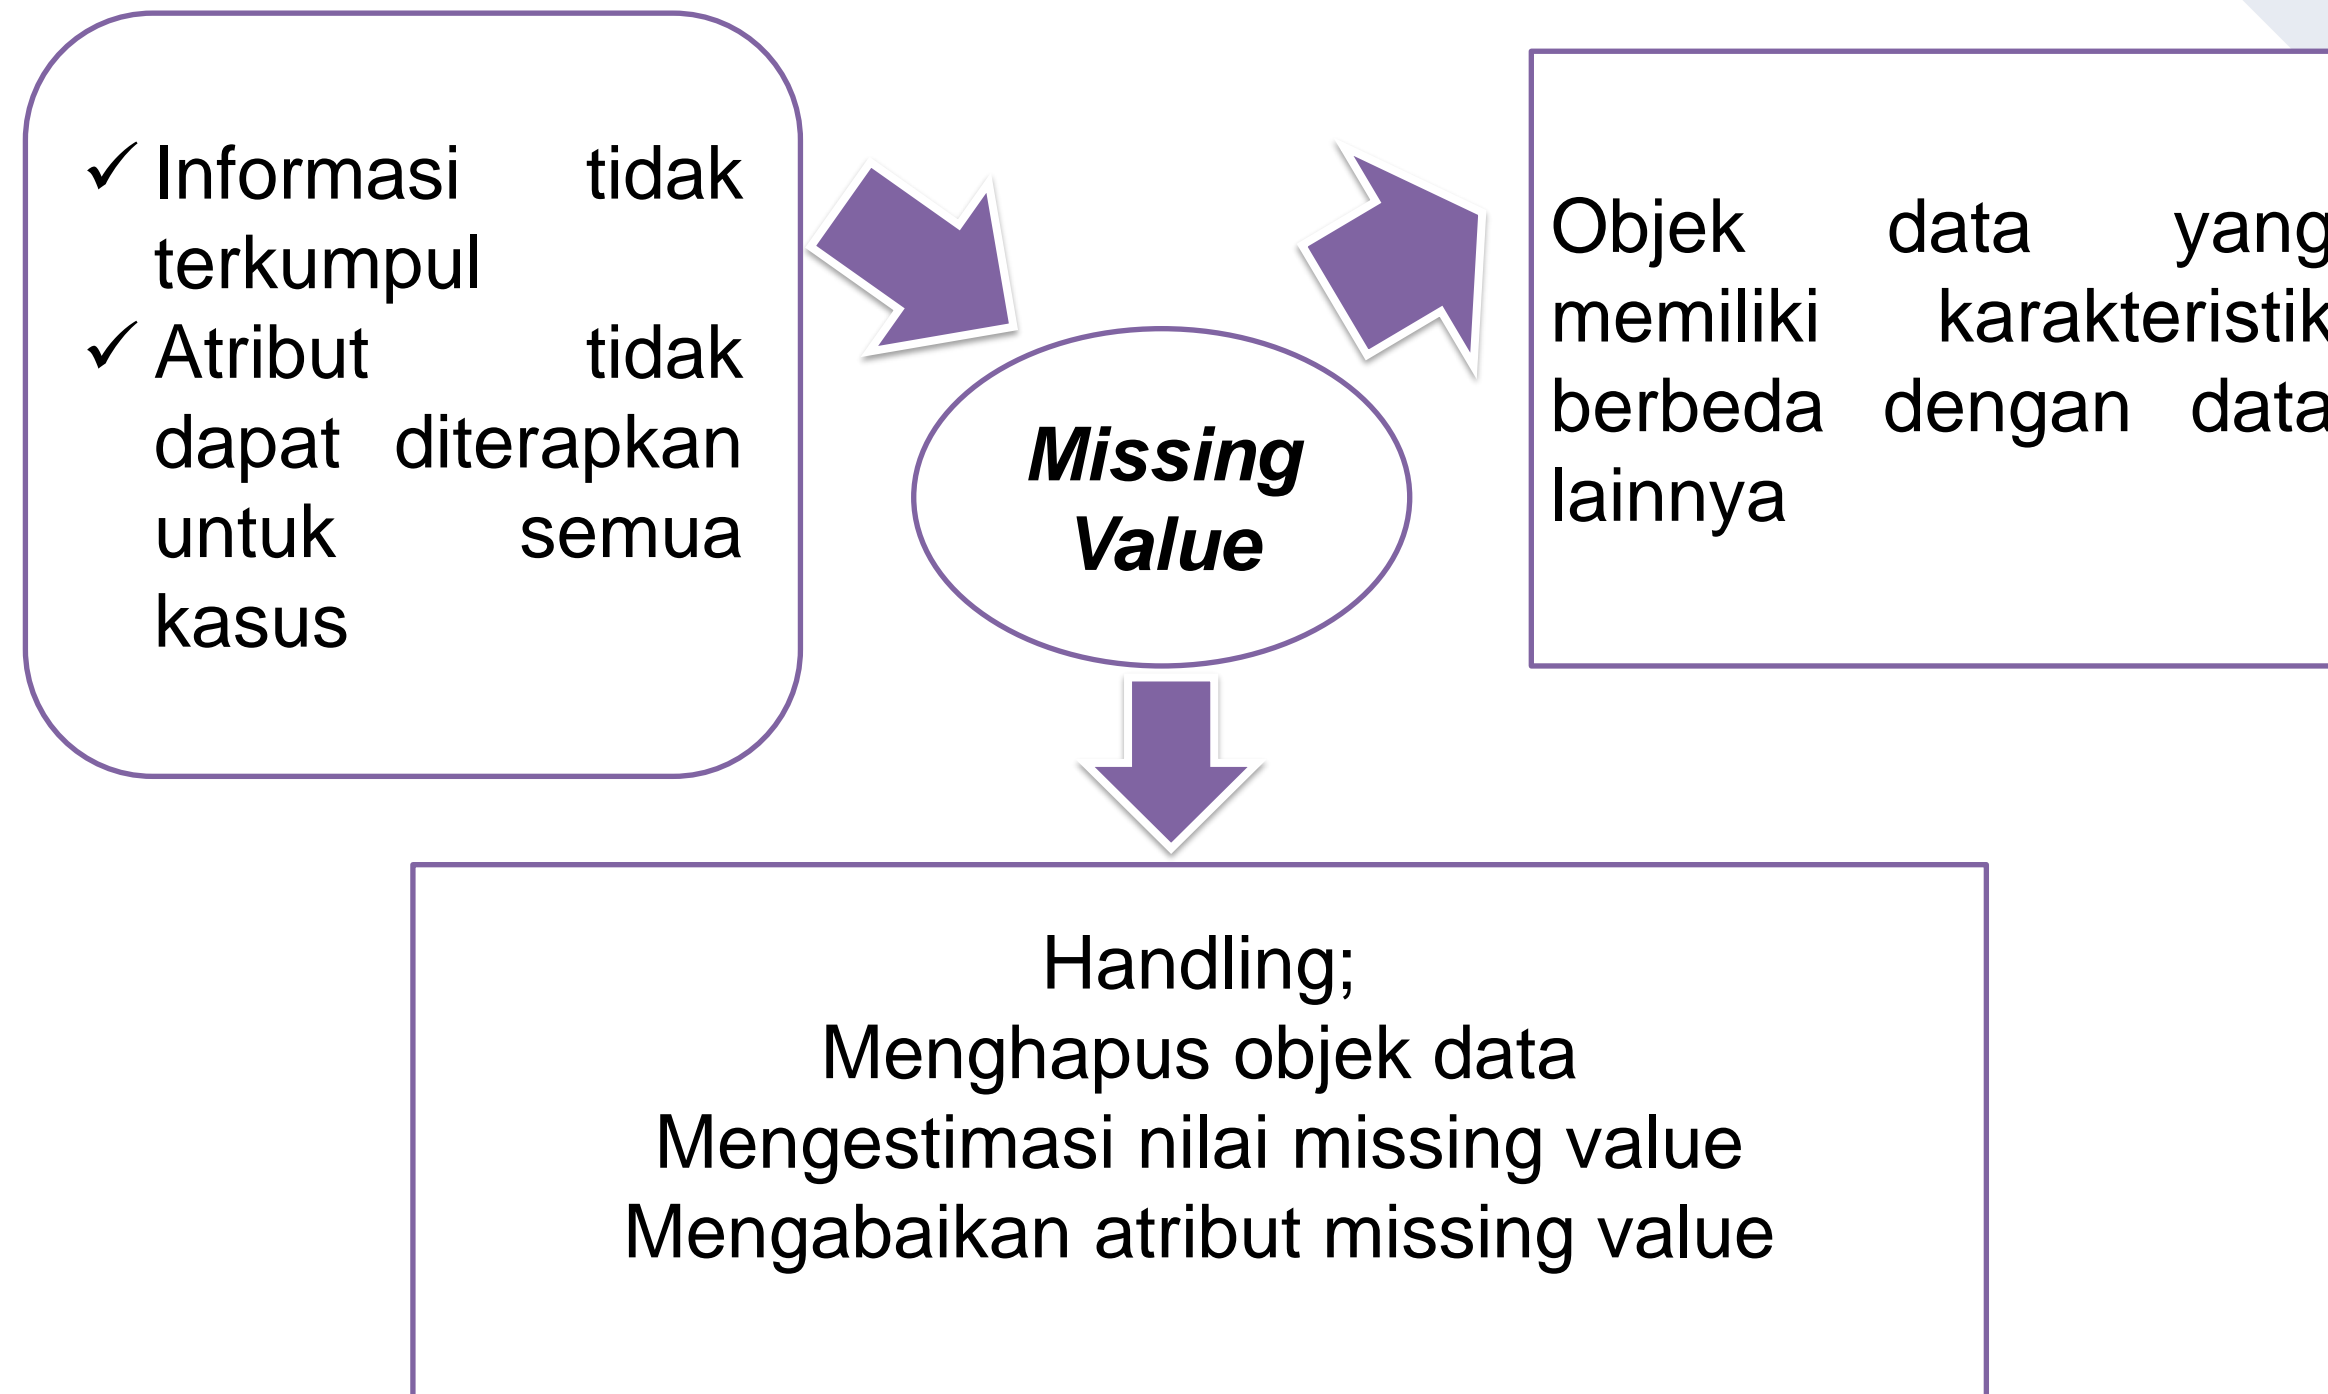 Informasi tidak
terkumpul
Atribut tidak
dapat diterapkan
untuk semua
kasus
Missing
Value
Objek data yang
memiliki karakteristik
berbeda dengan data
lainnya
Handling;
Menghapus objek data
Mengestimasi nilai missing value
Mengabaikan atribut missing value